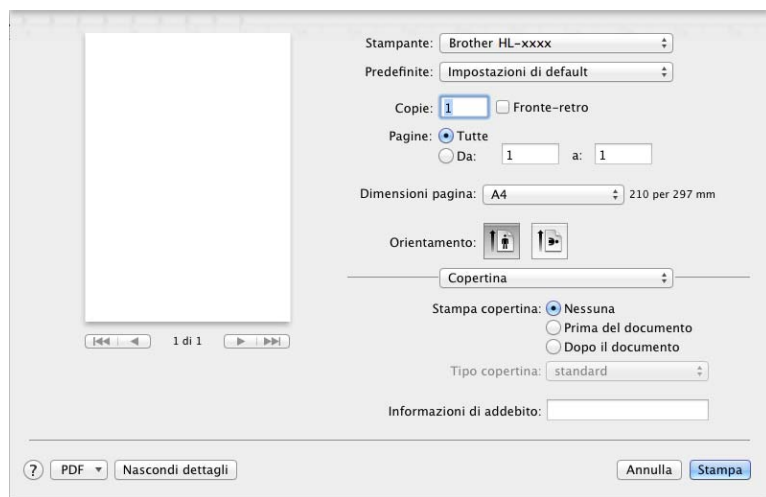 Stampante: Brother HL-xxxx
Predefinite: Impostazioni di default
Copie: 1 Fronte-retro
Pagine: Tutte
Da: 1 a: 1
Dimensioni pagina: A4 210 per 297 mm
Orientamento:
Copertina
Stampa copertina: Nessuna
Prima del documento
Dopo il documento
1 di 1
Tipo copertina: standard
Informazioni di addebito:
? PDF Nascondi dettagli Annulla Stampa